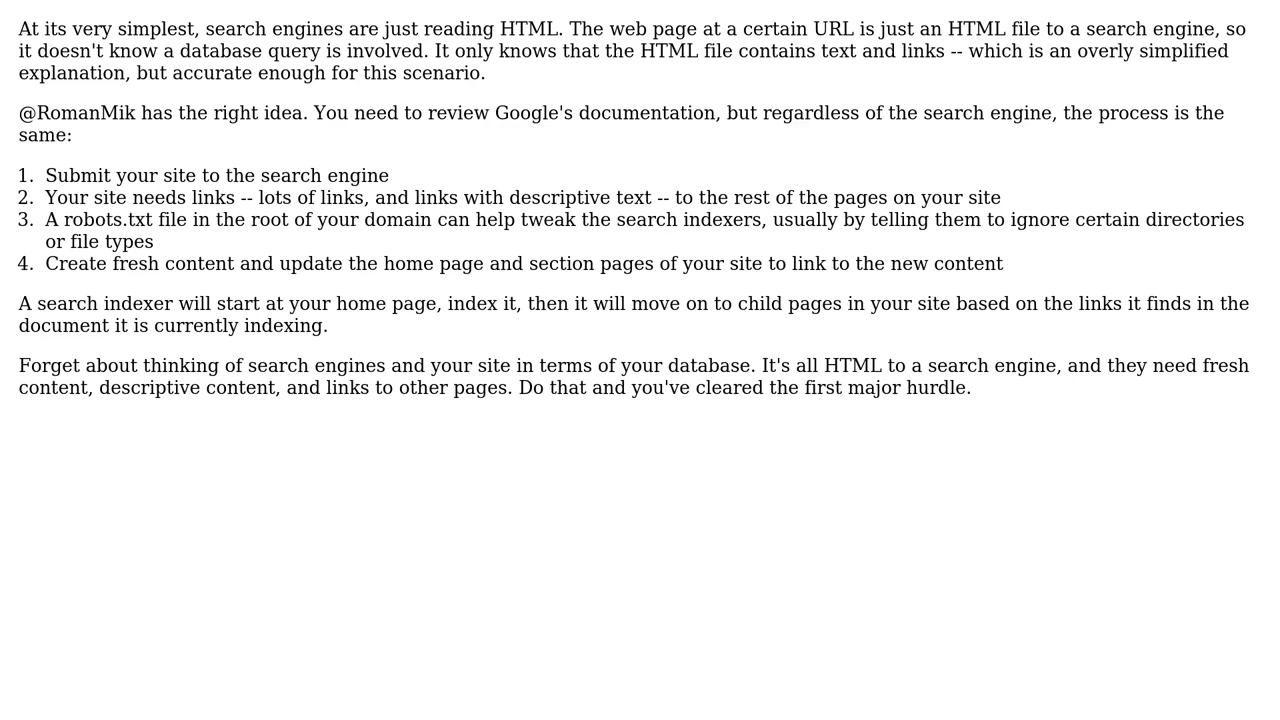 At its very simplest, search engines are just reading HTML. The web page at a certain URL is just an HTML file to a search engine, so
it doesn't know a database query is involved. It only knows that the HTML file contains text and links -- which is an overly simplified
explanation, but accurate enough for this scenario.
@RomanMik has the right idea. You need to review Google's documentation, but regardless of the search engine, the process is the
same:
1. Submit your site to the search engine
2. Your site needs links -- lots of links, and links with descriptive text -- to the rest of the pages on your site
3. A robots.txt file in the root of your domain can help tweak the search indexers, usually by telling them to ignore certain directories
or file types
4. Create fresh content and update the home page and section pages of your site to link to the new content
A search indexer will start at your home page, index it, then it will move on to child pages in your site based on the links it finds in the
document it is currently indexing.
Forget about thinking of search engines and your site in terms of your database. It's all HTML to a search engine, and they need fresh
content, descriptive content, and links to other pages. Do that and you've cleared the first major hurdle.